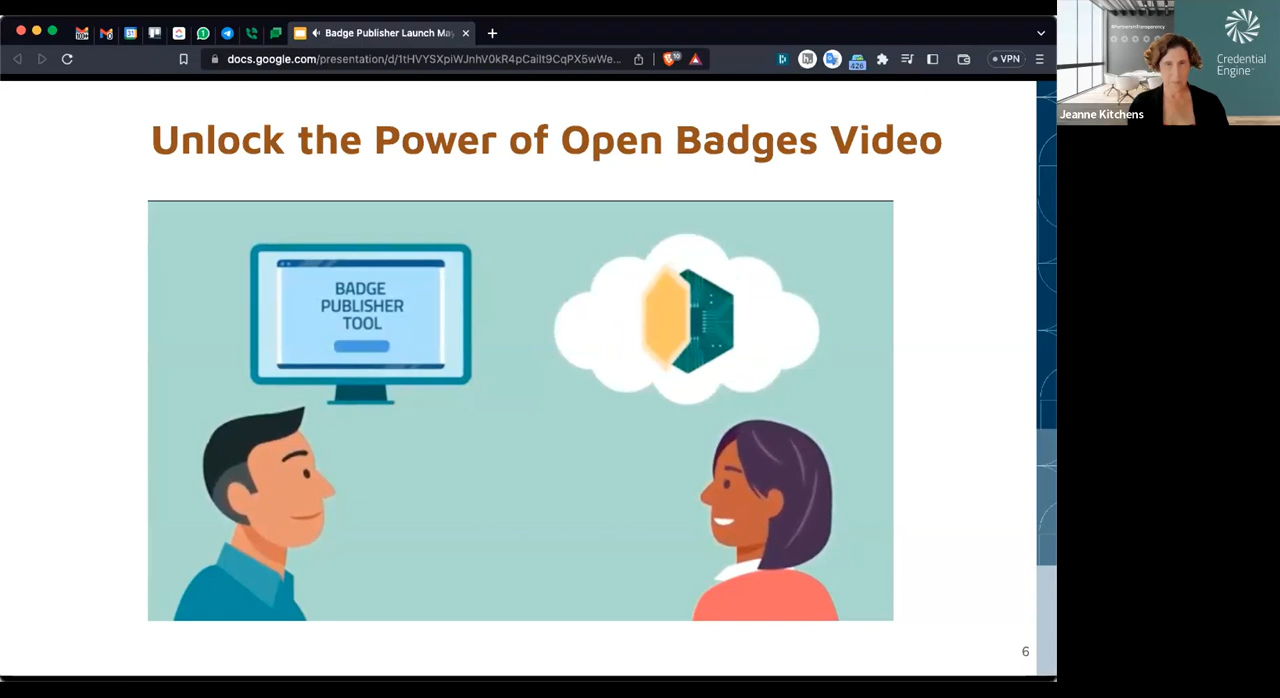 Badge Publisher Launch May
docs.google.com/presentation/d/1tHVYSXpiWJnhV0kR4pCailt9CqPX5wWe...
VPN
Unlock the Power of Open Badges Video
BADGE
PUBLISHER
TOOL
6
Credential
Engine
Jeanne Kitchens